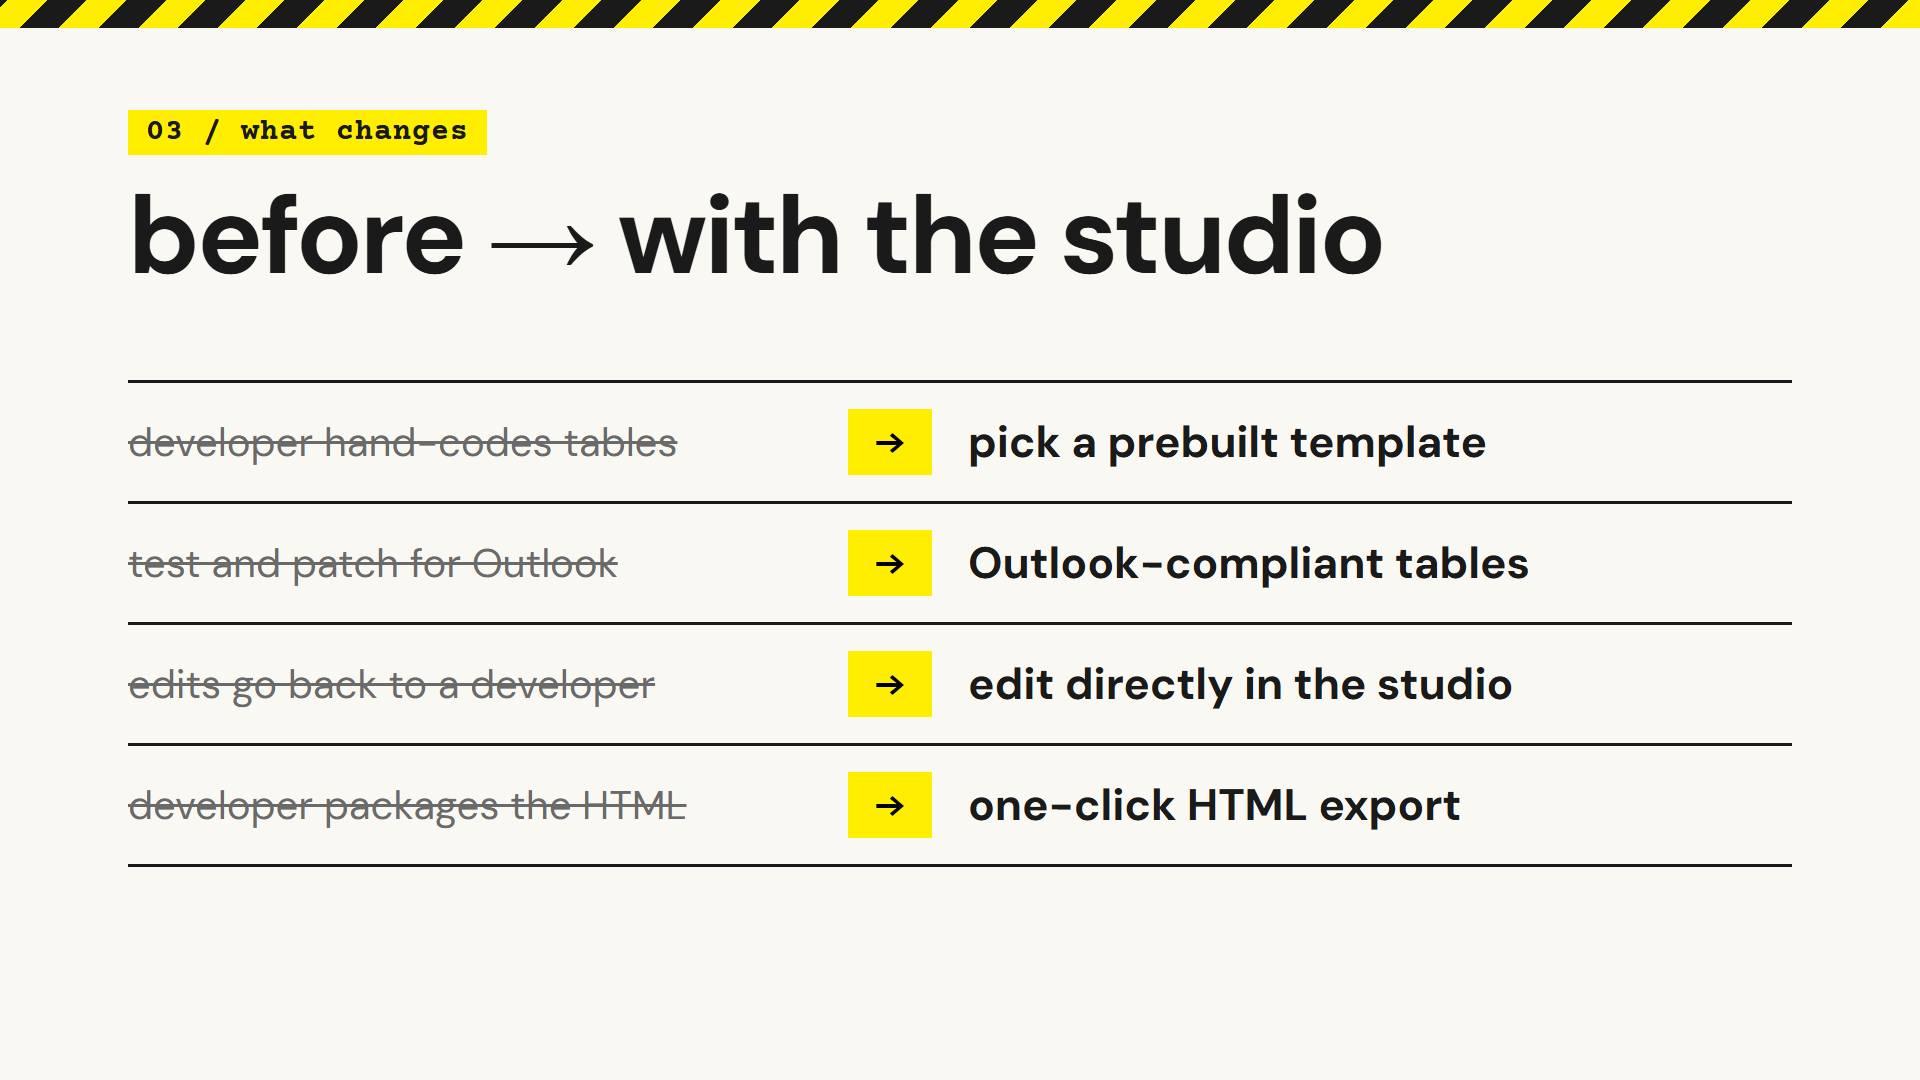 03 / what changes
before → with the studio
developer hand-codes tables → pick a prebuilt template
test and patch for Outlook → Outlook-compliant tables
edits go back to a developer → edit directly in the studio
developer packages the HTML → one-click HTML export